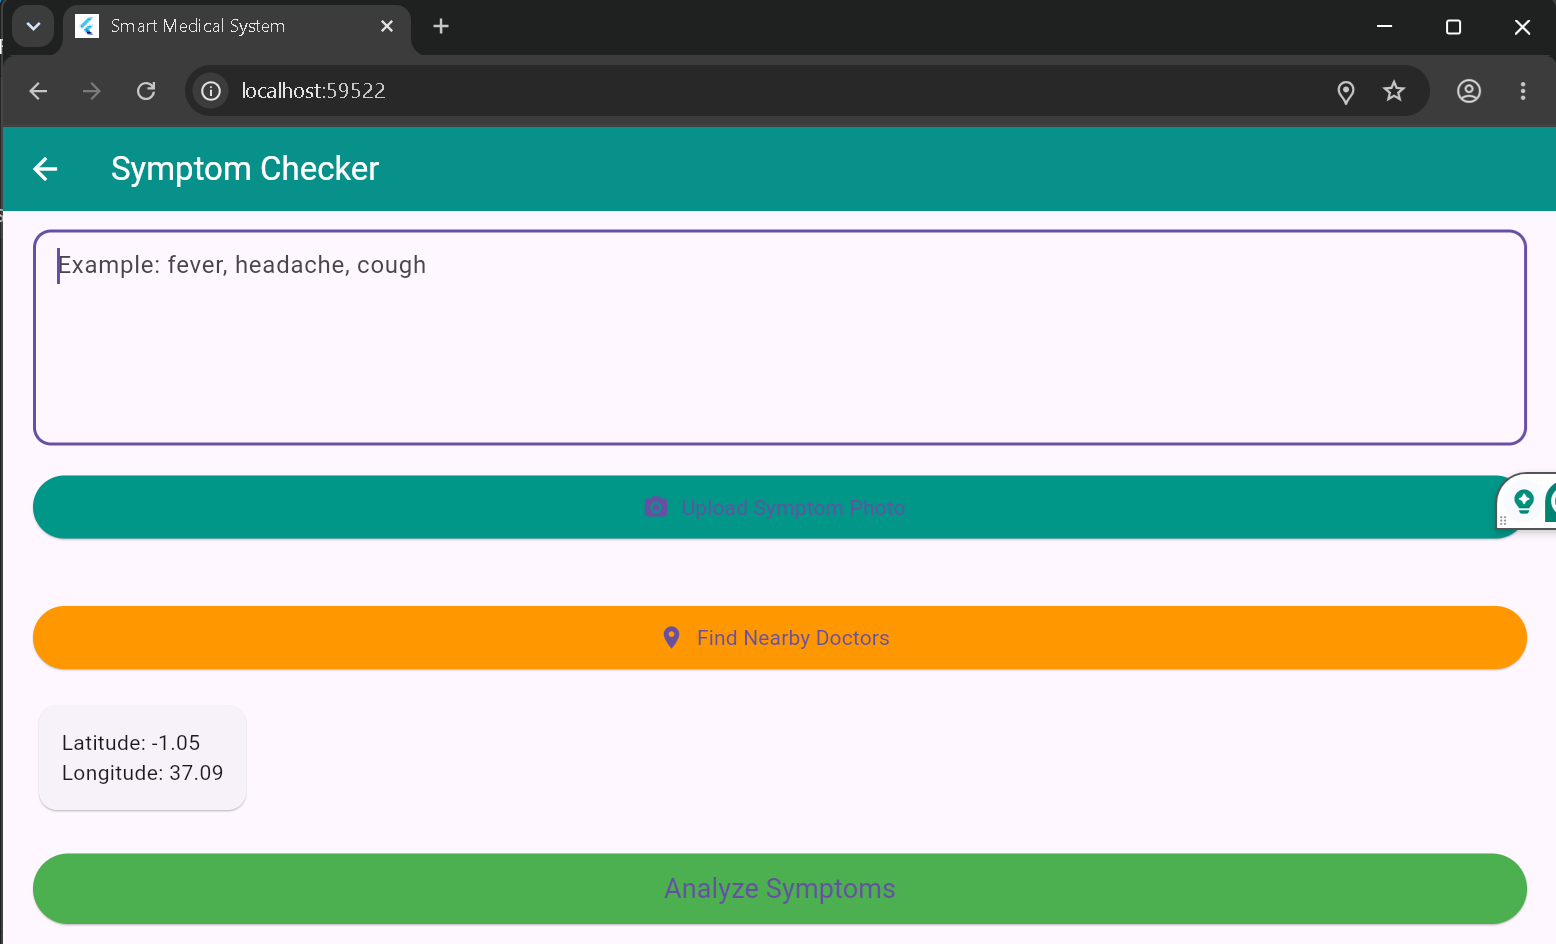 Smart Medical System
localhost:59522
Symptom Checker
Example: fever, headache, cough
Upload Symptom Photo
Find Nearby Doctors
Latitude: -1.05
Longitude: 37.09
Analyze Symptoms